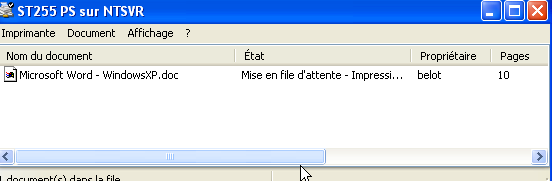 ST255 PS sur NTSVR
Imprimante Document Affichage ?
Nom du document État Propriétaire Pages
Microsoft Word - WindowsXP.doc Mise en file d'attente - Impressi... belot 10
document(s) dans la file